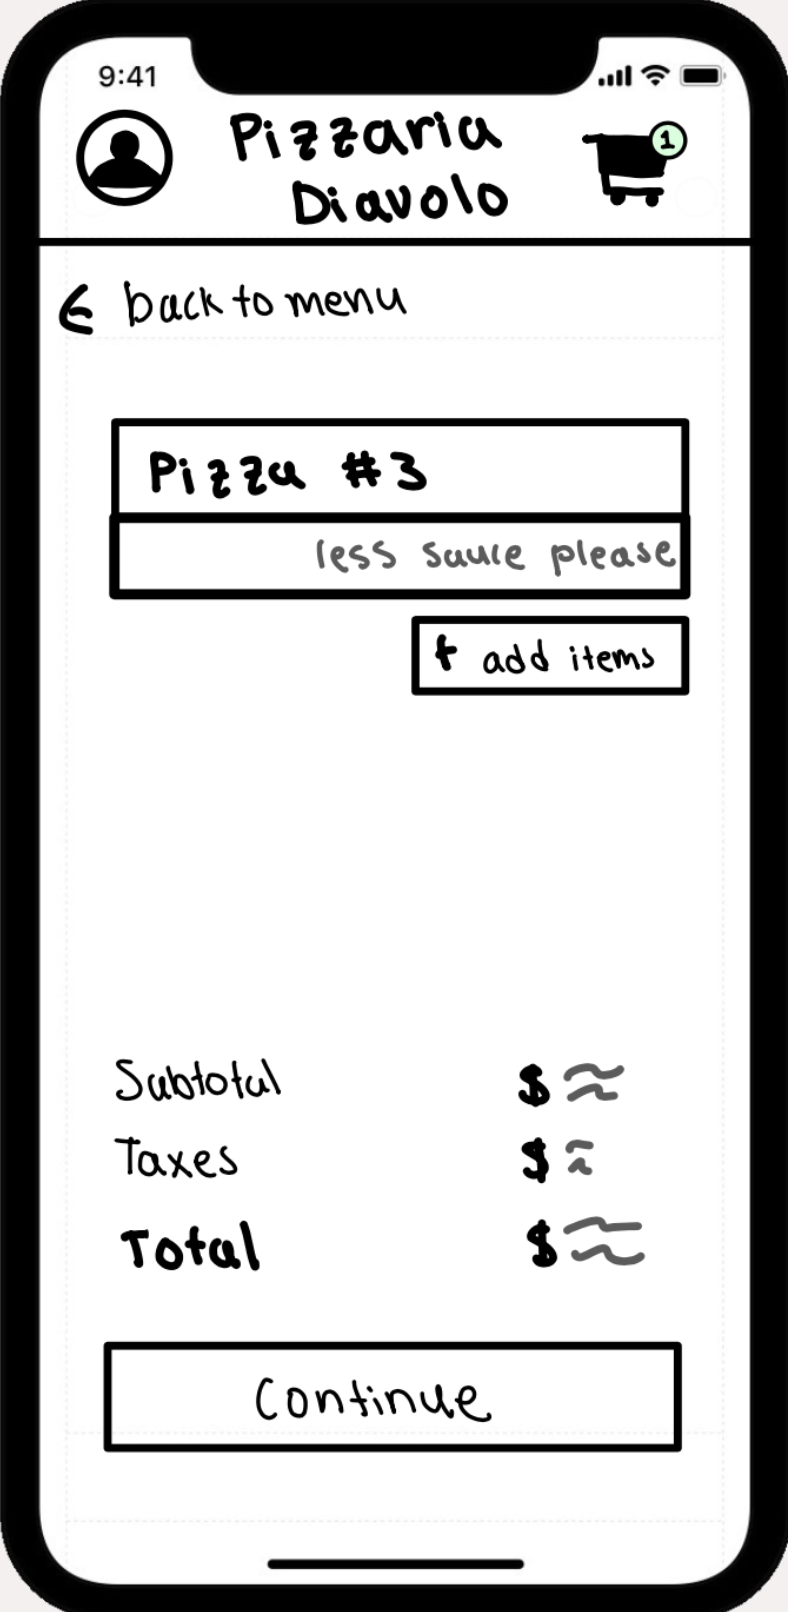 9:41
Pizzaria
Diavolo
1
back to menu
Pizza #3
less sauce please
+ add items
Subtotal $
Taxes $
Total $
Continue